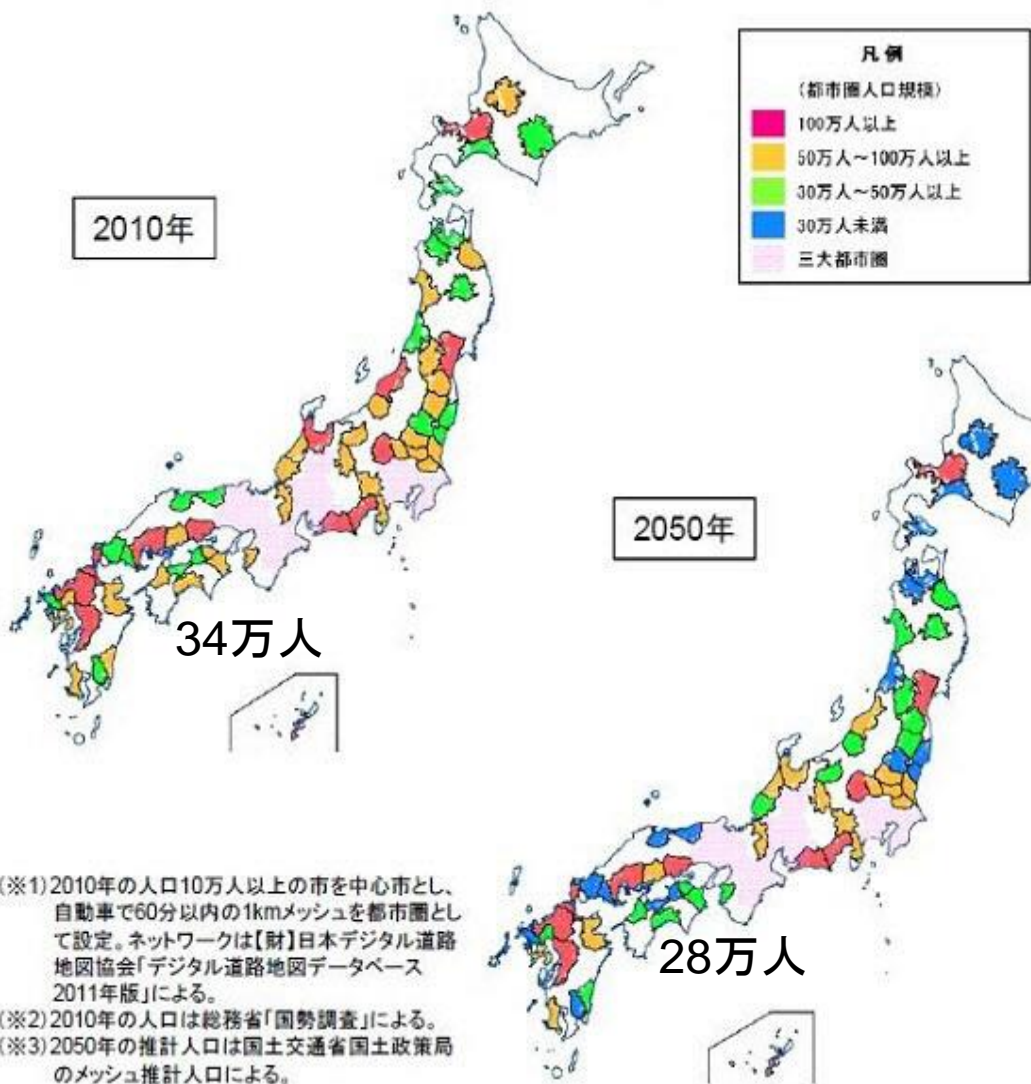 2010年
凡例
(都市圏人口規模)
100万人以上
50万人～100万人以上
30万人～50万人以上
30万人未満
三大都市圏
34万人
2050年
28万人
(※1)2010年の人口10万人以上の市を中心市とし、
自動車で60分以内の1kmメッシュを都市圏とし
て設定。ネットワークは【財】日本デジタル道路
地図協会「デジタル道路地図データベース
2011年版」による。
(※2)2010年の人口は総務省「国勢調査」による。
(※3)2050年の推計人口は国土交通省国土政策局
のメッシュ推計人口による。